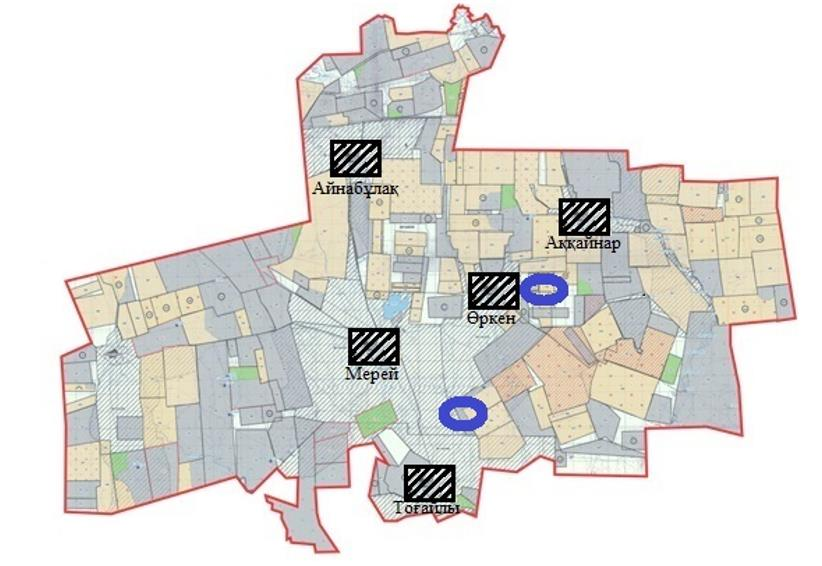 Айнабұлақ
Аққайнар
Өркен
Мерей
Тоғайлы